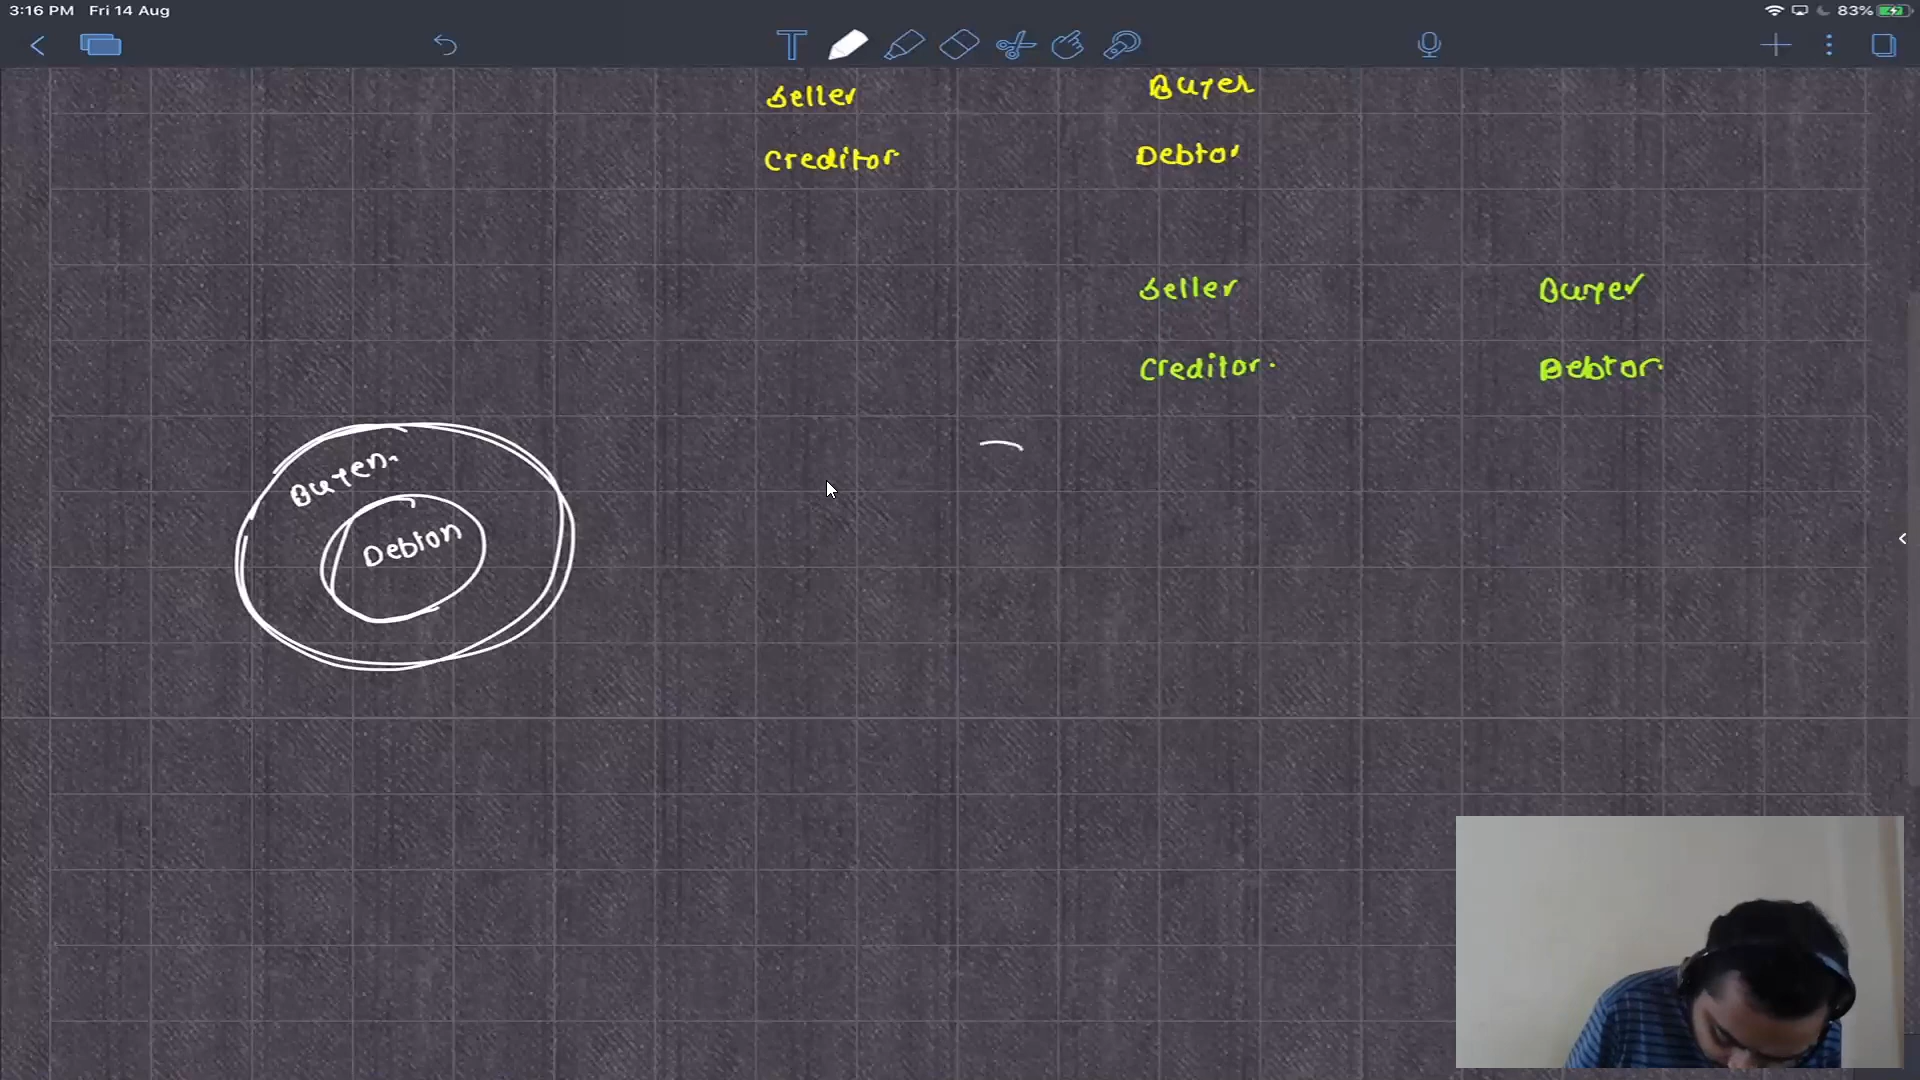 3:16 PM Fri 14 Aug 83%
T
Seller Buyer
Creditor Debtor
Seller Buyer
Creditor. Debtor.
Buyer.
Debtor